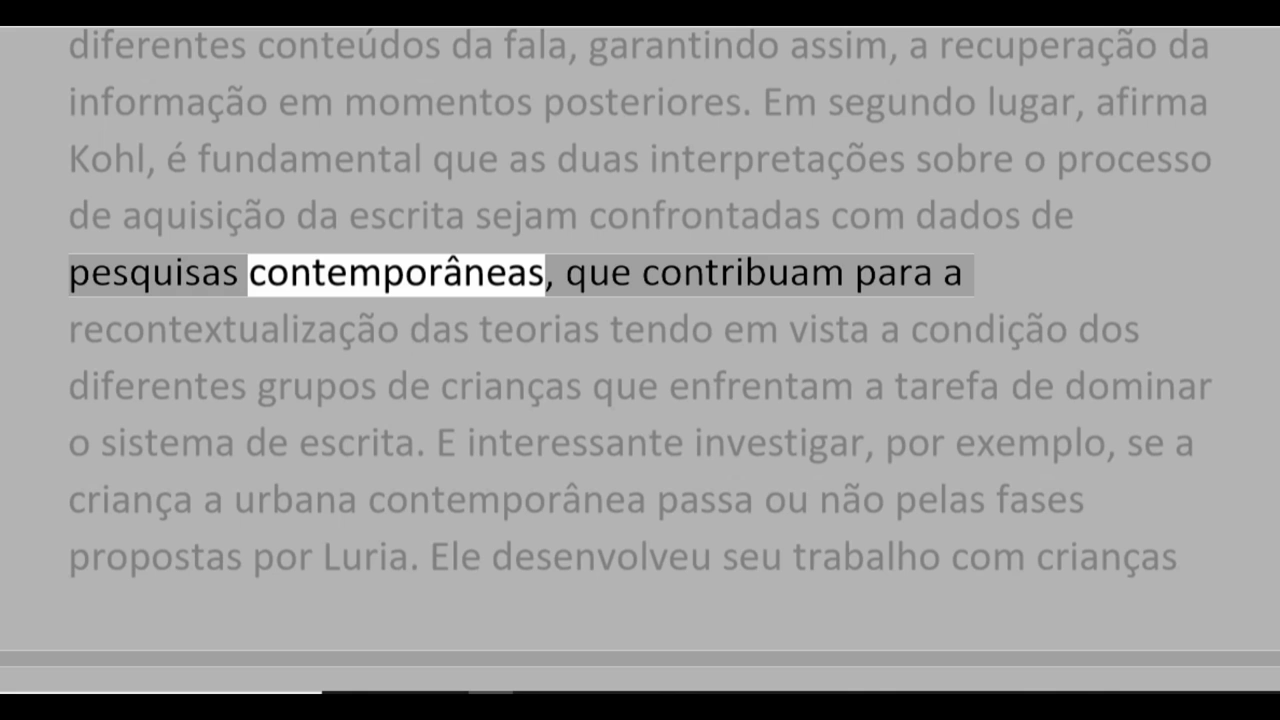 diferentes conteúdos da fala, garantindo assim, a recuperação da
informação em momentos posteriores. Em segundo lugar, afirma
Kohl, é fundamental que as duas interpretações sobre o processo
de aquisição da escrita sejam confrontadas com dados de
pesquisas contemporâneas, que contribuam para a
recontextualização das teorias tendo em vista a condição dos
diferentes grupos de crianças que enfrentam a tarefa de dominar
o sistema de escrita. E interessante investigar, por exemplo, se a
criança a urbana contemporânea passa ou não pelas fases
propostas por Luria. Ele desenvolveu seu trabalho com crianças